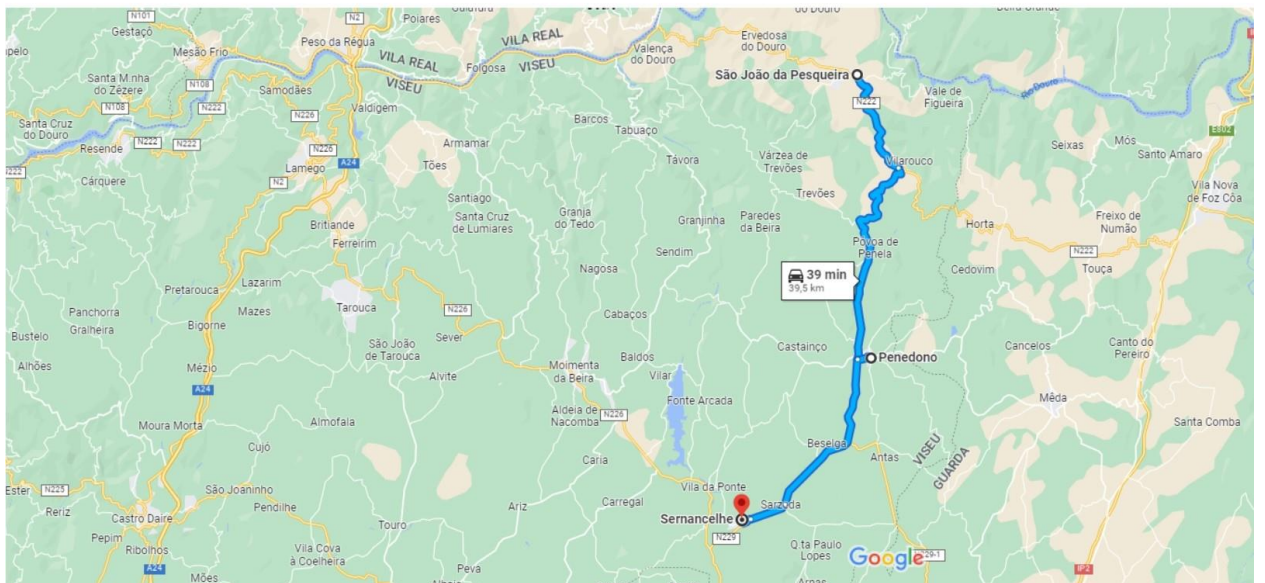 N101
N2
Poiares
Gestaçô
Mesão Frio
Peso da Régua
VILA REAL
VILA REAL
VISEU
VISEU
Folgosa
Valença
do Douro
Ervedosa
do Douro
do Douro
São João da Pesqueira
N222
Vale de
Figueira
Rio Douro
Santa M.nha
do Zêzere
N108
Samodães
N108
N222
N226
Valdigem
Santa Cruz
do Douro
N222
N222
Resende
N226
A24
Lamego
N2
Cárquere
Armamar
Tões
Barcos
Tabuaço
Távora
Várzea de
Trevões
Trevões
Vilarouco
Seixas
Mós
Santo Amaro
E802
Vila Nova
de Foz Côa
Santiago
Santa Cruz
de Lumiares
Granja
do Tedo
Granjinha
Paredes
da Beira
Horta
Freixo de
Numão
Britiande
Ferreirim
Sendim
Póvoa de
Penela
N222
Touça
Cedovim
Nagosa
39 min
39,5 km
Lazarim
Pretarouca
Mazes
Tarouca
N226
Panchorra
Gralheira
Bigorne
Bustelo
Cabaços
São João
de Tarouca
Sever
Castainço
Cancelos
Canto do
Pereiro
Alhões
Mézio
Alvite
Moimenta
da Beira
Baldos
Vilar
Penedono
A24
Fonte Arcada
Mêda
Moura Morta
Almofala
Aldeia de
Nacomba
N226
Santa Comba
Cujó
Beselga
Antas
VISEU
GUARDA
Caria
Ester
N225
São Joaninho
Vila da Ponte
Reriz
Castro Daire
Pendilhe
Ariz
Carregal
Sarzeda
Sernancelhe
Pepim
Ribolhos
Touro
N229
Vila Cova
à Coelheira
Q.ta Paulo
Lopes
Google
A24
Mões
Peva
IP2